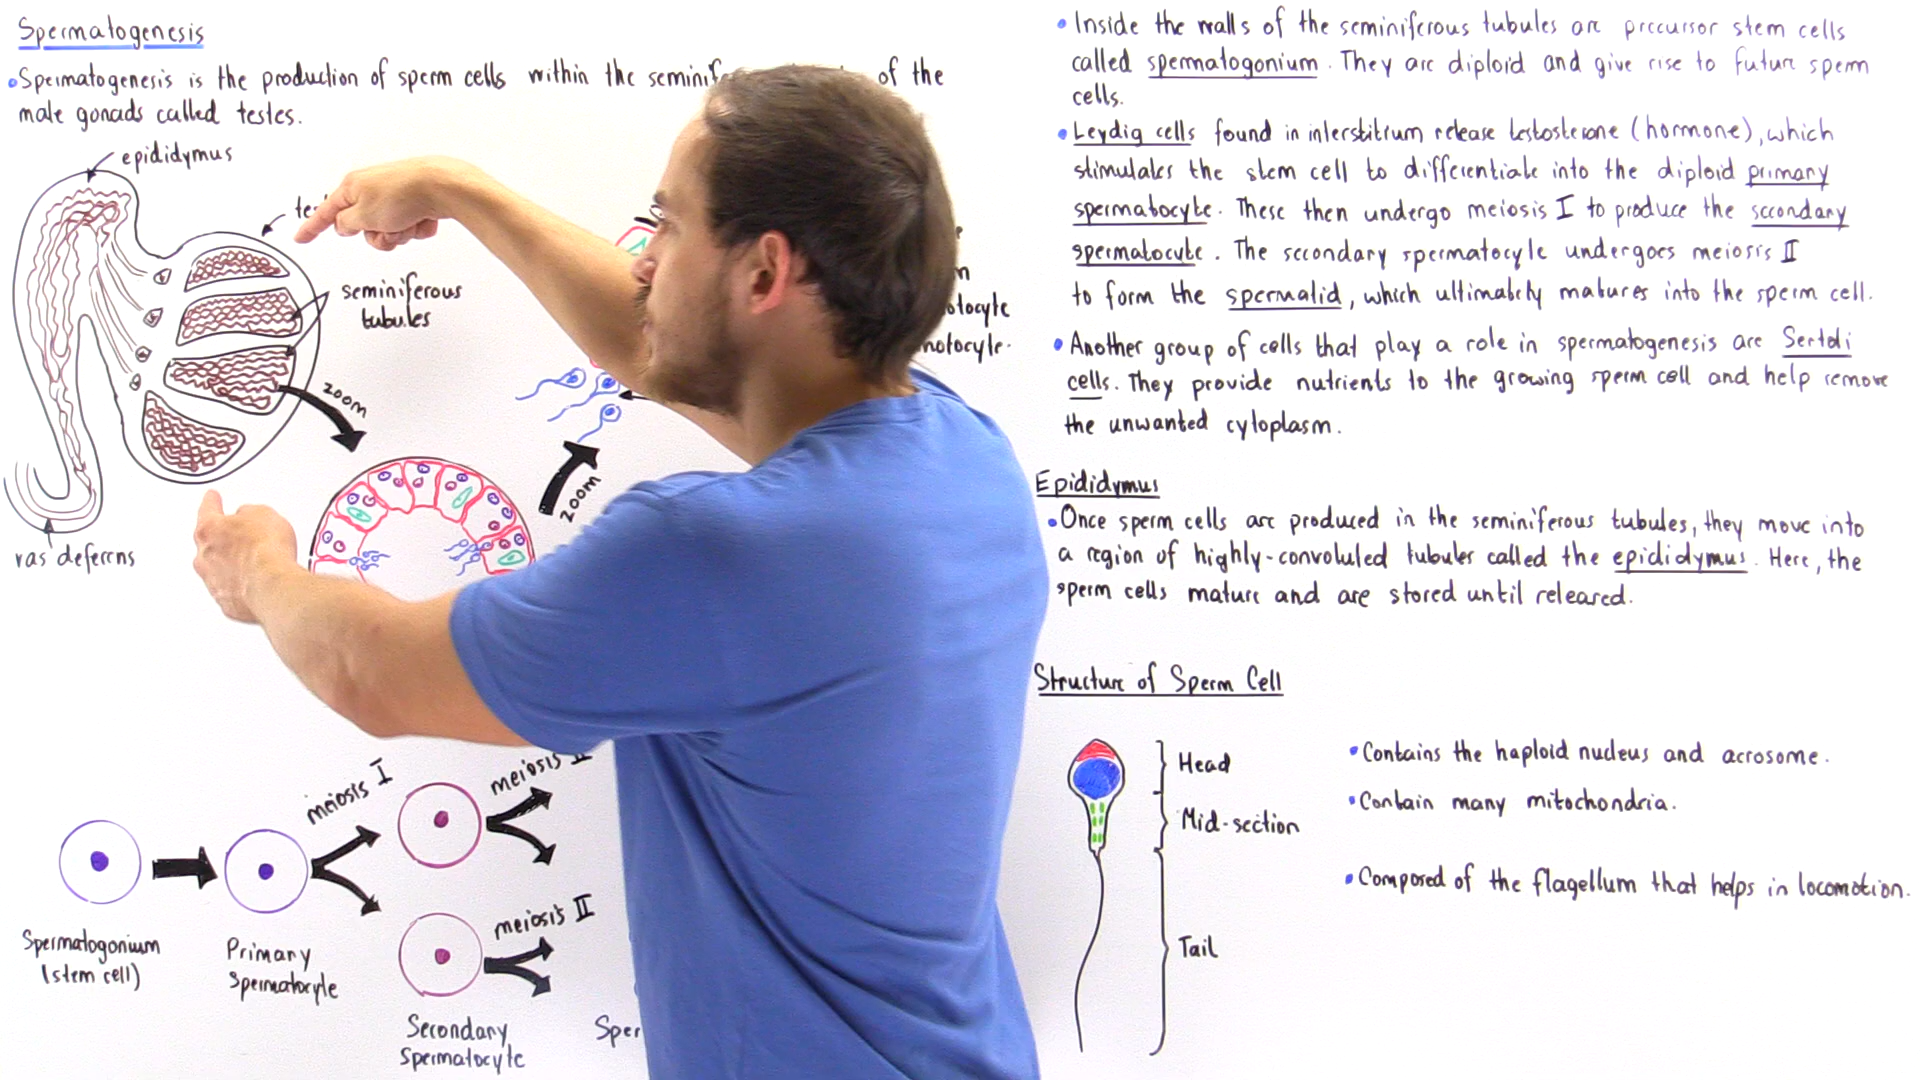 Spermatogenesis
•Spermatogenesis is the production of sperm cells within the of the
male gonads called testes.
epididymus
seminiferous
tubules
zoom
zoom
vas deferens
meiosis I
meiosis II
meiosis II
Spermatogonium
(stem cell)
Primary
spermatocyte
Secondary
spermatocyte
• Inside the walls of the seminiferous tubules are precursor stem cells
called spermatogonium. They are diploid and give rise to future sperm
cells.
• Leydig cells found in interstitium release testosterone (hormone), which
stimulates the stem cell to differentiate into the diploid primary
spermatocyte. These then undergo meiosis I to produce the secondary
spermatocyte. The secondary spermatocyte undergoes meiosis II
to form the spermatid, which ultimately matures into the sperm cell.
• Another group of cells that play a role in spermatogenesis are Sertoli
cells. They provide nutrients to the growing sperm cell and help remove
the unwanted cytoplasm.
Epididymus
•Once sperm cells are produced in the seminiferous tubules, they move into
a region of highly-convoluted tubules called the epididymus. Here, the
sperm cells mature and are stored until released.
Structure of Sperm Cell
Head
•Contains the haploid nucleus and acrosome.
Mid-section
•Contain many mitochondria.
•Composed of the flagellum that helps in locomotion.
Tail